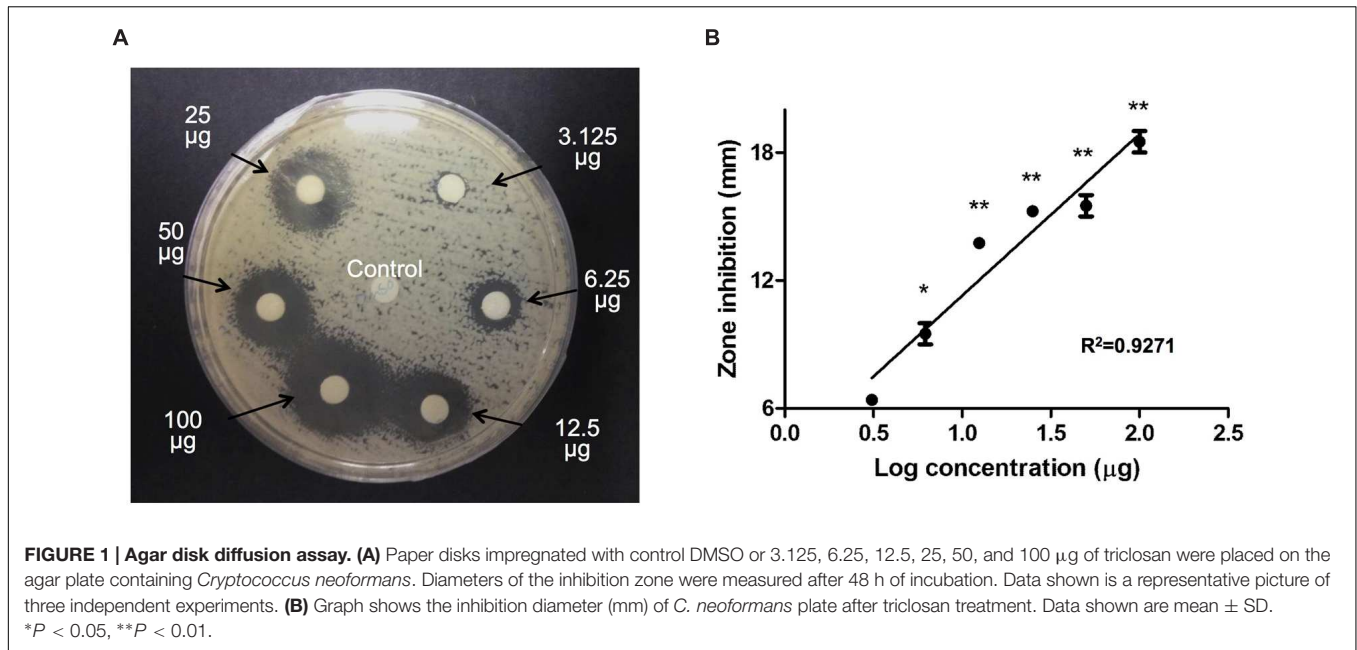 A
25
µg
3.125
µg
50
µg
Control
6.25
µg
100
µg
12.5
µg
B
Zone inhibition (mm)
18
12
6
**
**
**
**
*
R²=0.9271
0.0 0.5 1.0 1.5 2.0 2.5
Log concentration (µg)
FIGURE 1 | Agar disk diffusion assay. (A) Paper disks impregnated with control DMSO or 3.125, 6.25, 12.5, 25, 50, and 100 µg of triclosan were placed on the
agar plate containing Cryptococcus neoformans. Diameters of the inhibition zone were measured after 48 h of incubation. Data shown is a representative picture of
three independent experiments. (B) Graph shows the inhibition diameter (mm) of C. neoformans plate after triclosan treatment. Data shown are mean ± SD.
*P < 0.05, **P < 0.01.